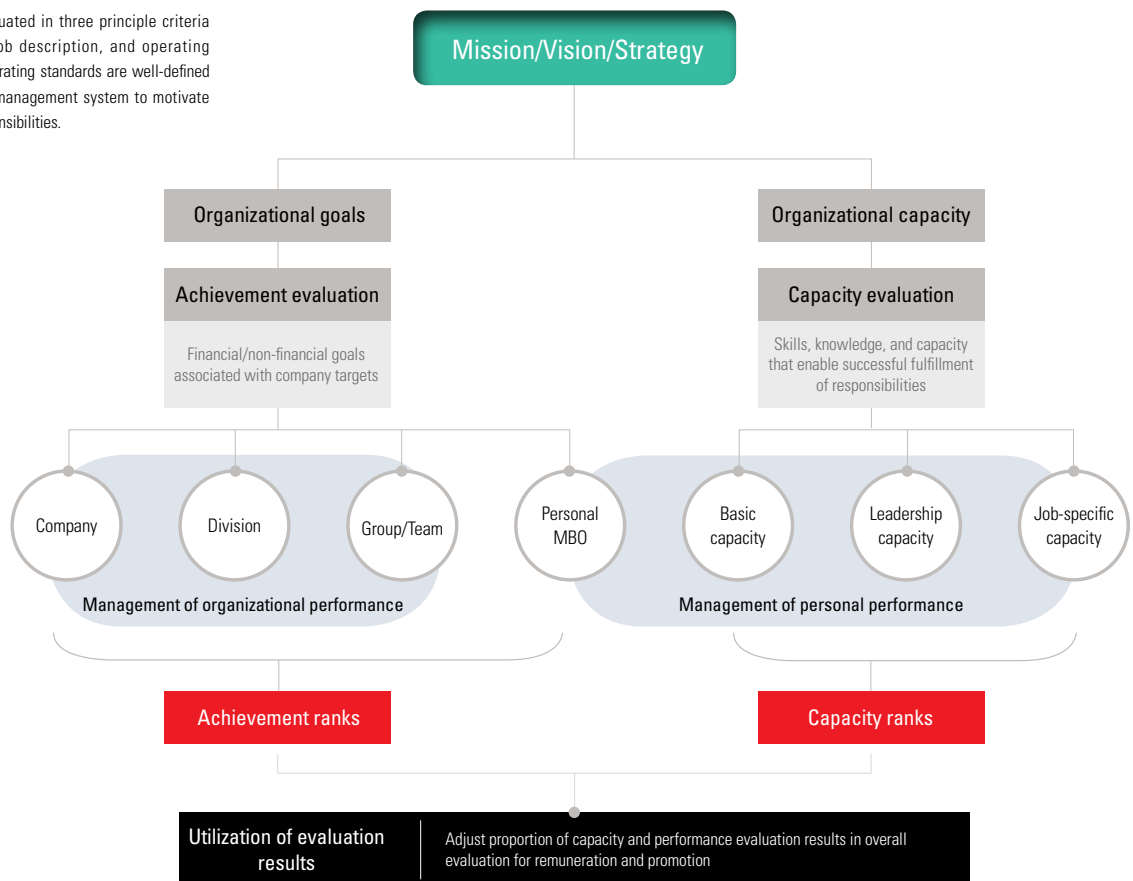 uated in three principle criteria
ob description, and operating
rating standards are well-defined
management system to motivate
nsibilities.
Mission/Vision/Strategy
Organizational goals
Organizational capacity
Achievement evaluation
Capacity evaluation
Financial/non-financial goals
associated with company targets
Skills, knowledge, and capacity
that enable successful fulfillment
of responsibilities
Company
Division
Group/Team
Personal
MBO
Basic
capacity
Leadership
capacity
Job-specific
capacity
Management of organizational performance
Management of personal performance
Achievement ranks
Capacity ranks
Utilization of evaluation
results
Adjust proportion of capacity and performance evaluation results in overall
evaluation for remuneration and promotion